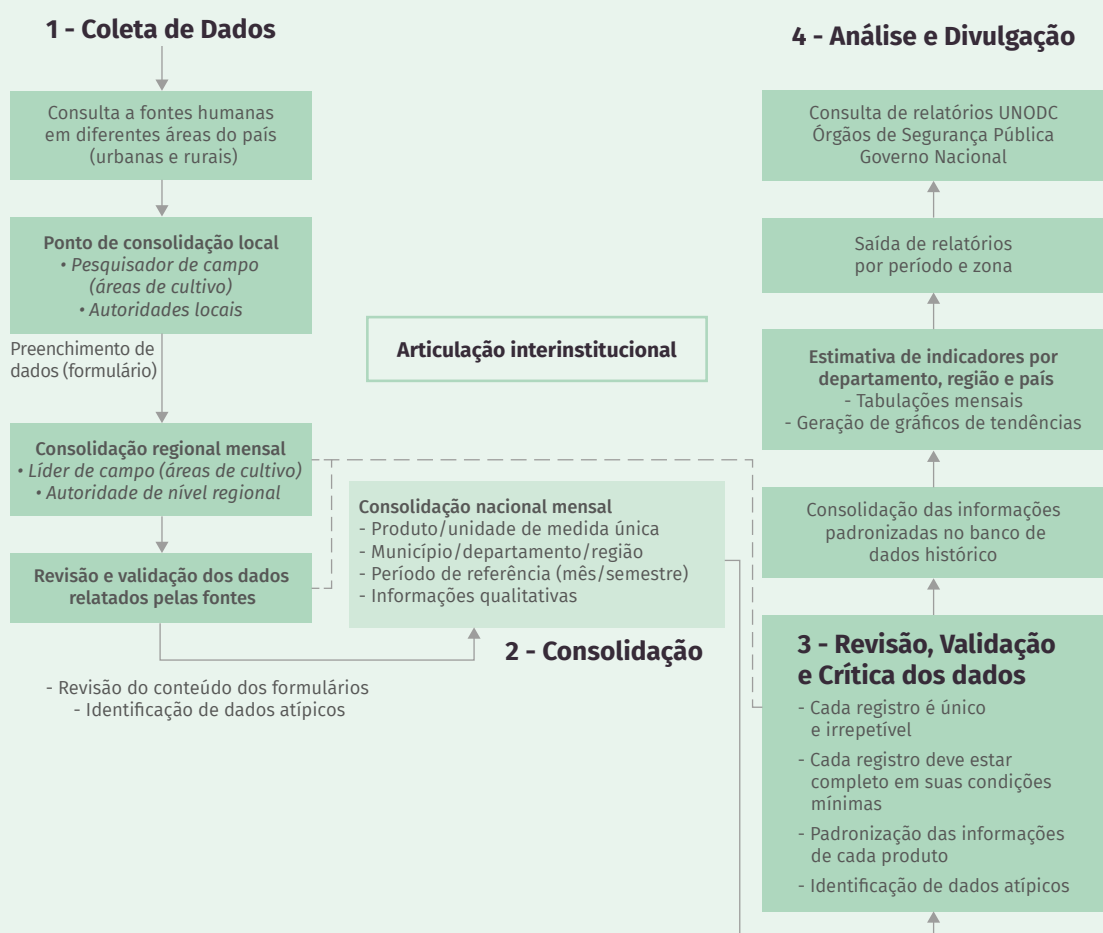 1 - Coleta de Dados
Consulta a fontes humanas
em diferentes áreas do país
(urbanas e rurais)
Ponto de consolidação local
• Pesquisador de campo
(áreas de cultivo)
• Autoridades locais
Preenchimento de
dados (formulário)
Consolidação regional mensal
• Líder de campo (áreas de cultivo)
• Autoridade de nível regional
Revisão e validação dos dados
relatados pelas fontes
- Revisão do conteúdo dos formulários
- Identificação de dados atípicos
Articulação interinstitucional
Consolidação nacional mensal
- Produto/unidade de medida única
- Município/departamento/região
- Período de referência (mês/semestre)
- Informações qualitativas
2 - Consolidação
4 - Análise e Divulgação
Consulta de relatórios UNODC
Órgãos de Segurança Pública
Governo Nacional
Saída de relatórios
por período e zona
Estimativa de indicadores por
departamento, região e país
- Tabulações mensais
- Geração de gráficos de tendências
Consolidação das informações
padronizadas no banco de
dados histórico
3 - Revisão, Validação
e Crítica dos dados
- Cada registro é único
e irrepetível
- Cada registro deve estar
completo em suas condições
mínimas
- Padronização das informações
de cada produto
- Identificação de dados atípicos